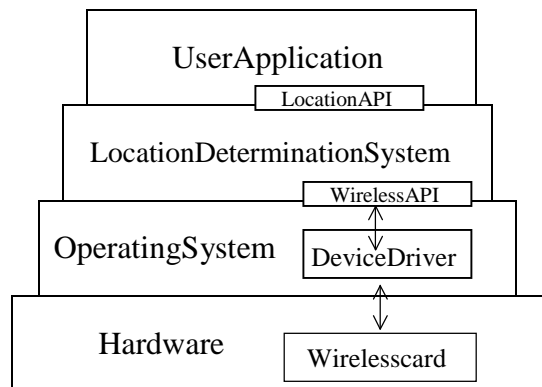 UserApplication
LocationAPI
LocationDeterminationSystem
WirelessAPI
OperatingSystem
DeviceDriver
Hardware
Wirelesscard